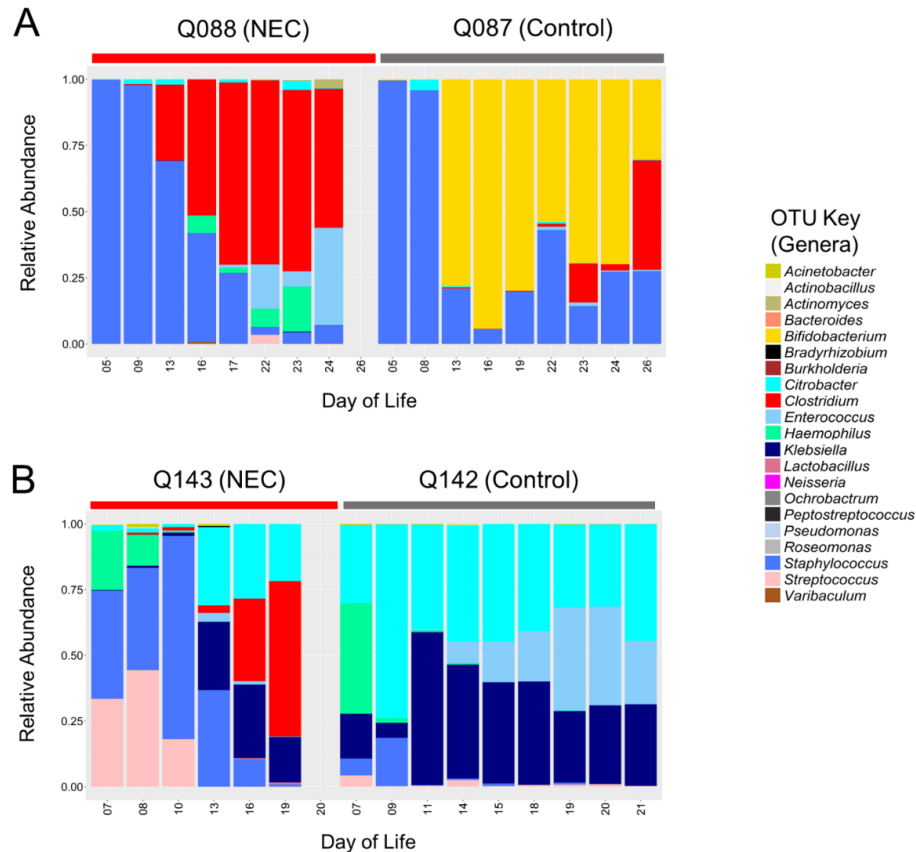 A
Q088 (NEC) Q087 (Control)
Relative Abundance
1.00
0.75
0.50
0.25
0.00
05 09 13 16 17 22 23 24 26 05 08 13 16 19 22 23 24 26
Day of Life
B
Q143 (NEC) Q142 (Control)
Relative Abundance
1.00
0.75
0.50
0.25
0.00
07 08 10 13 16 19 20 07 09 11 14 15 18 19 20 21
Day of Life
OTU Key
(Genera)
Acinetobacter
Actinobacillus
Actinomyces
Bacteroides
Bifidobacterium
Bradyrhizobium
Burkholderia
Citrobacter
Clostridium
Enterococcus
Haemophilus
Klebsiella
Lactobacillus
Neisseria
Ochrobactrum
Peptostreptococcus
Pseudomonas
Roseomonas
Staphylococcus
Streptococcus
Varibaculum